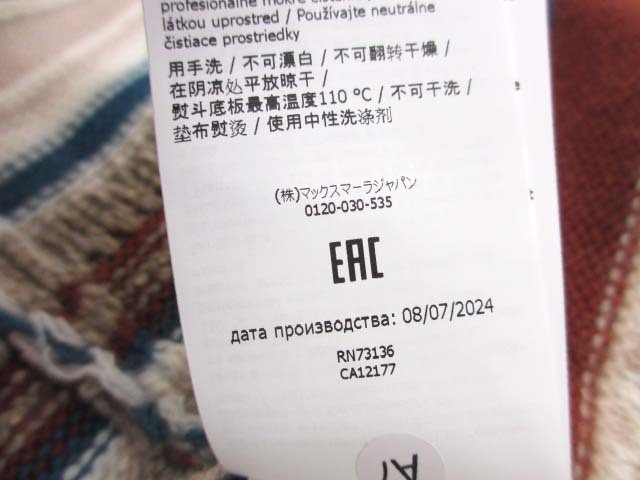 profesionálne mokré
látkou uprostred / Používajte neutrálne
čistiace prostriedky
用手洗 / 不可漂白 / 不可翻转干燥 /
在阴凉处平放晾干 /
熨斗底板最高温度110 ℃ / 不可干洗 /
垫布熨烫 / 使用中性洗涤剂
(株)マックスマーラジャパン
0120-030-535
EAC
дата производства: 08/07/2024
RN73136
CA12177